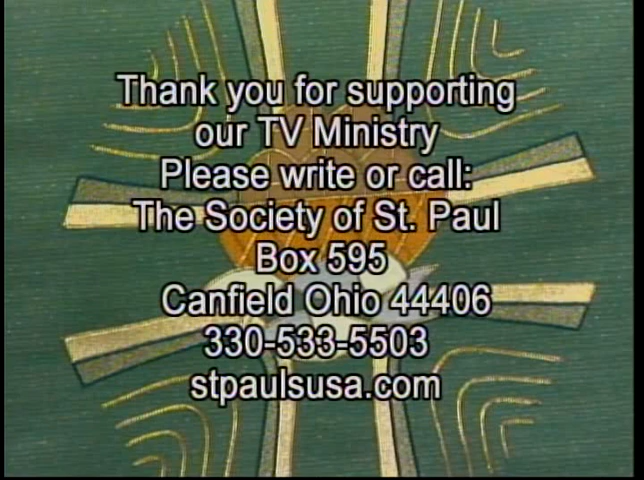 Thank you for supporting
our TV Ministry
Please write or call:
The Society of St. Paul
Box 595
Canfield Ohio 44406
330-533-5503
stpaulsusa.com